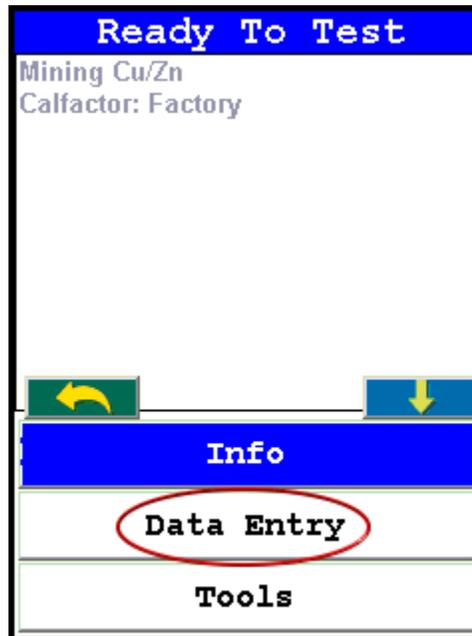 Ready To Test
Mining Cu/Zn
Calfactor: Factory
Info
Data Entry
Tools